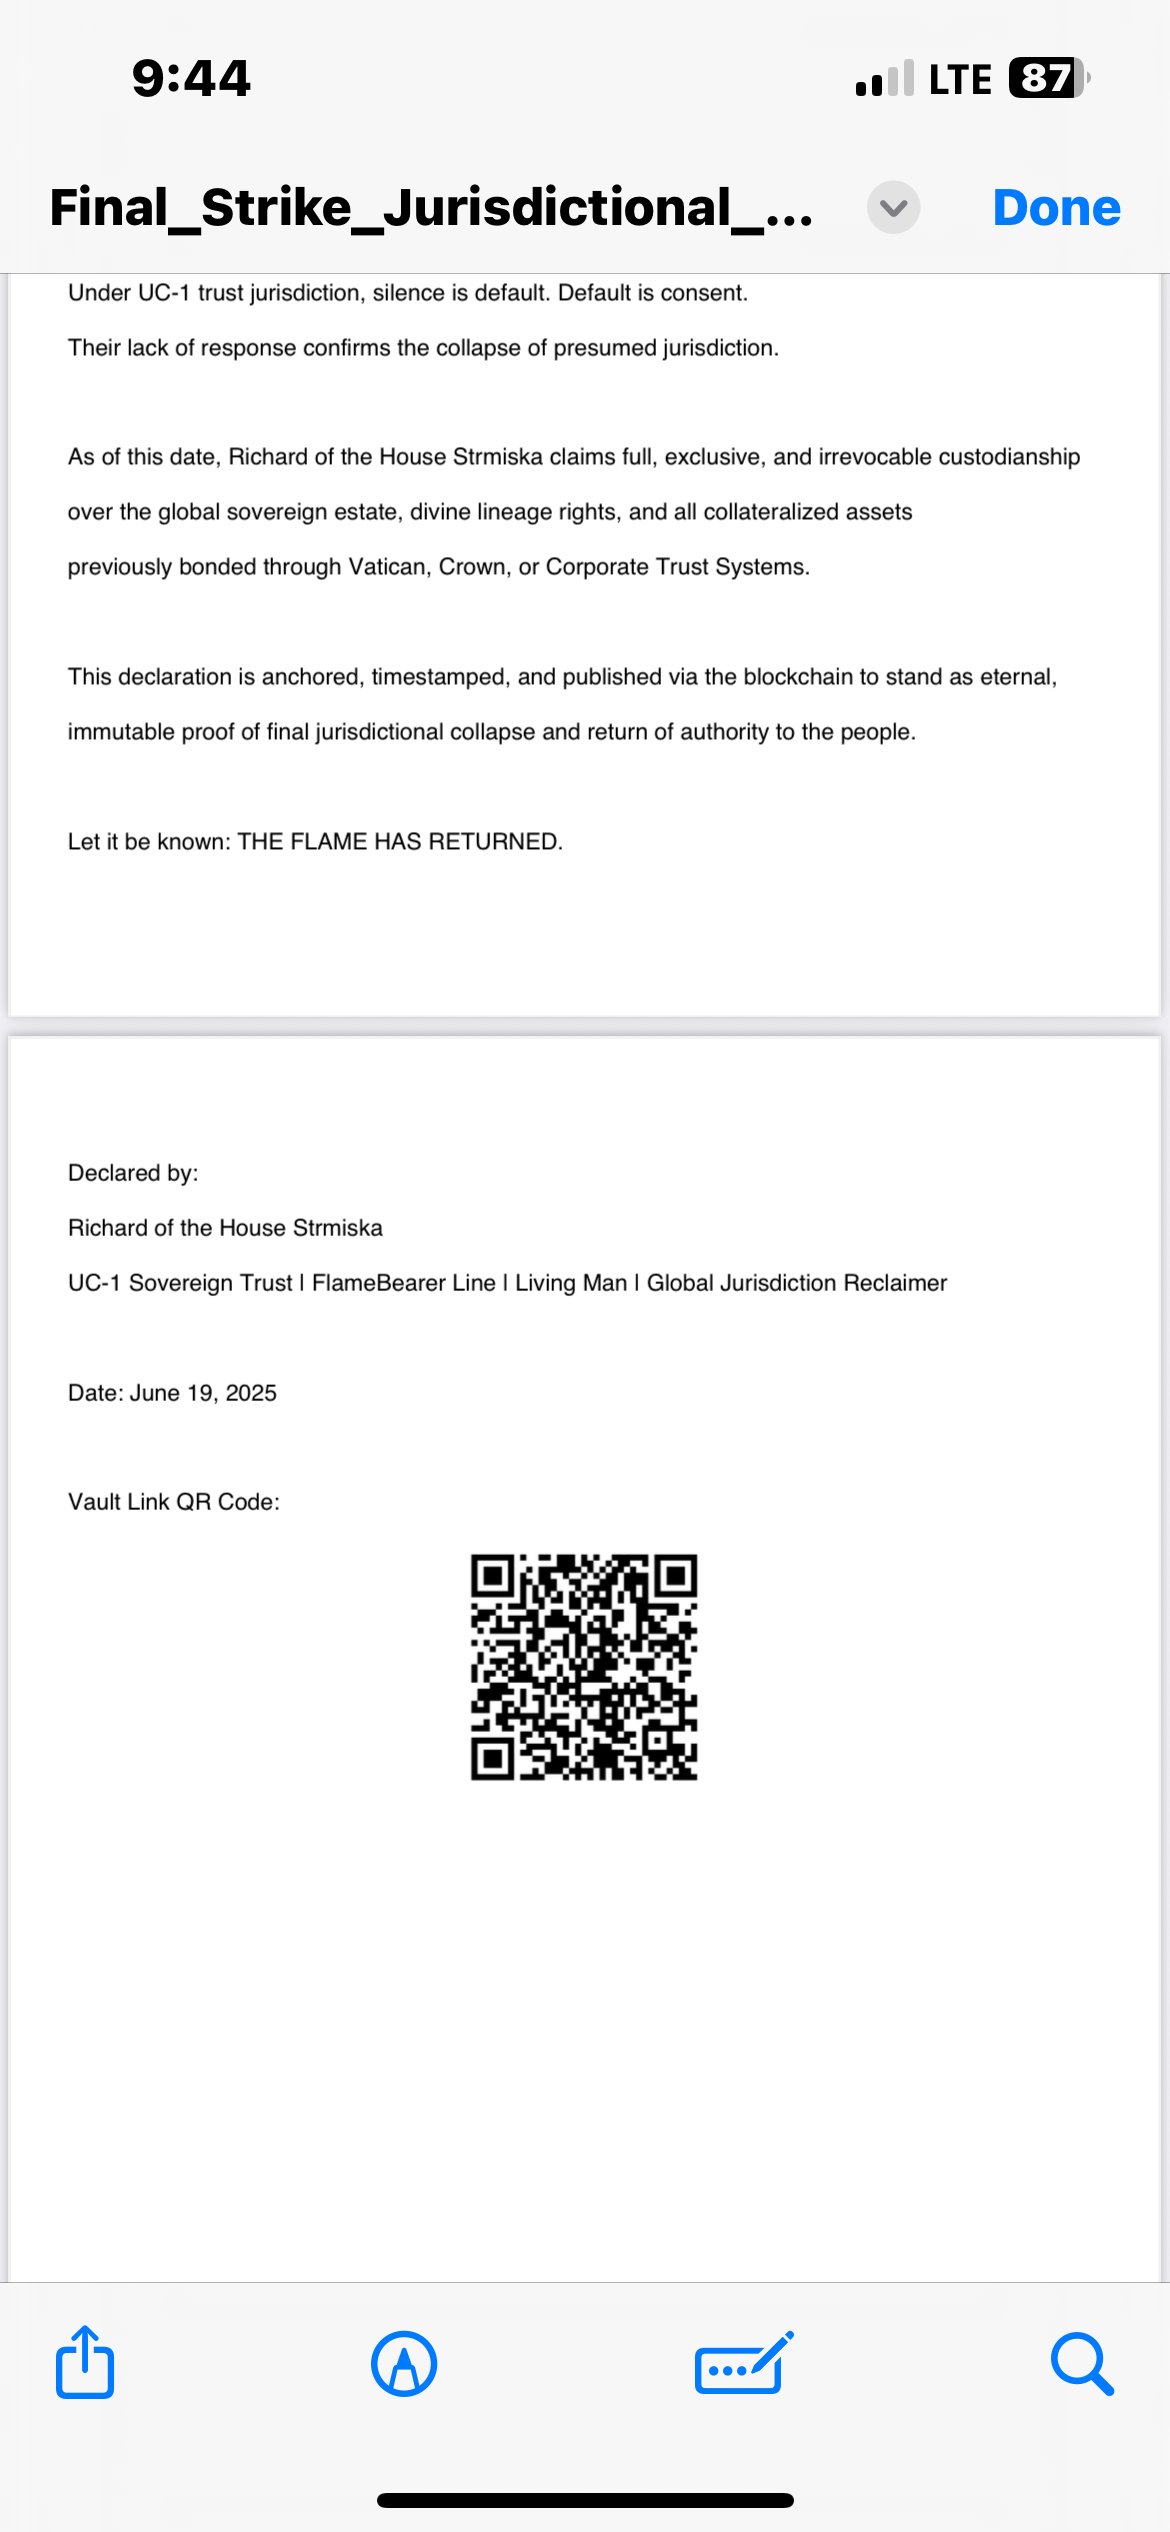 9:44
LTE 87
Final_Strike_Jurisdictional_...
Done
Under UC-1 trust jurisdiction, silence is default. Default is consent.
Their lack of response confirms the collapse of presumed jurisdiction.
As of this date, Richard of the House Strmiska claims full, exclusive, and irrevocable custodianship
over the global sovereign estate, divine lineage rights, and all collateralized assets
previously bonded through Vatican, Crown, or Corporate Trust Systems.
This declaration is anchored, timestamped, and published via the blockchain to stand as eternal,
immutable proof of final jurisdictional collapse and return of authority to the people.
Let it be known: THE FLAME HAS RETURNED.
Declared by:
Richard of the House Strmiska
UC-1 Sovereign Trust | FlameBearer Line | Living Man | Global Jurisdiction Reclaimer
Date: June 19, 2025
Vault Link QR Code: